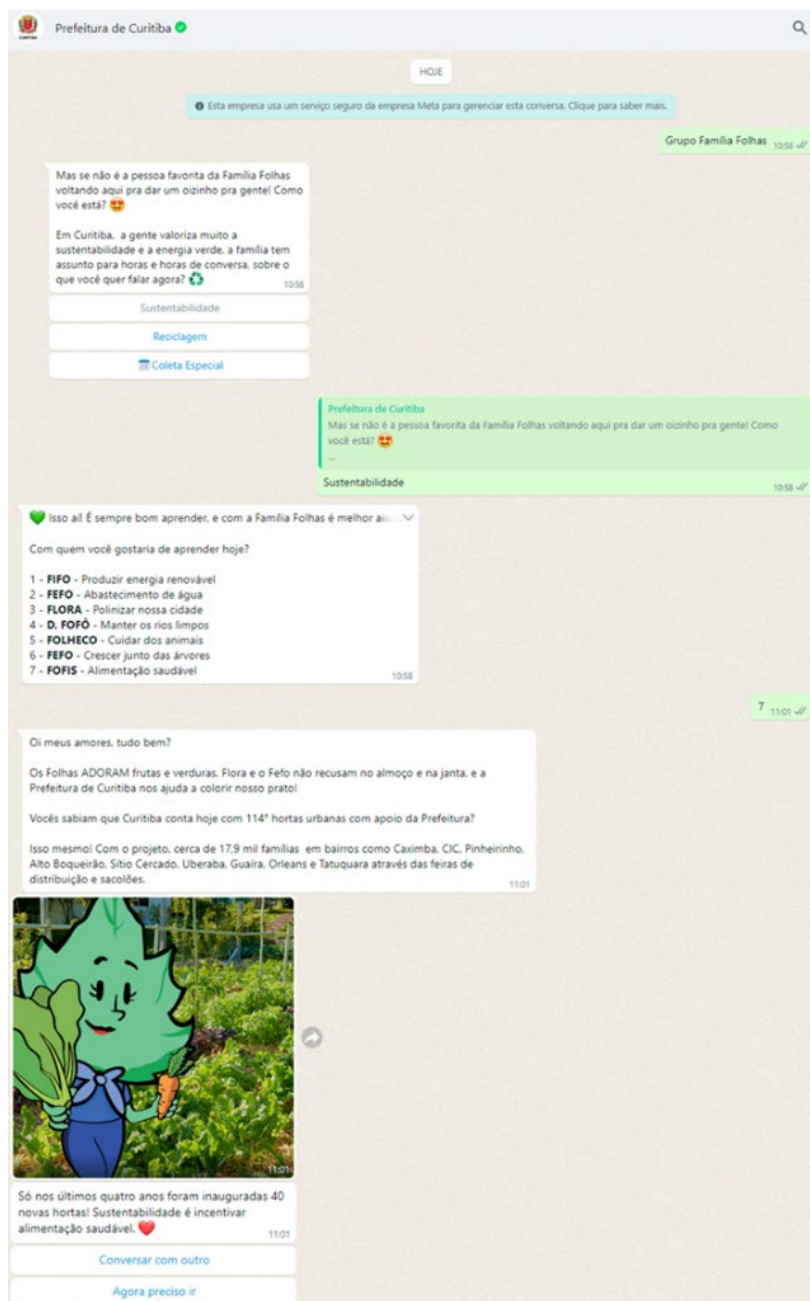 CURITIBA
Prefeitura de Curitiba
HOJE
Esta empresa usa um serviço seguro da empresa Meta para gerenciar esta conversa. Clique para saber mais.
Grupo Família Folhas 10:58
Mas se não é a pessoa favorita da Família Folhas
voltando aqui pra dar um oizinho pra gente! Como
você está? 😍
Em Curitiba, a gente valoriza muito a
sustentabilidade e a energia verde, a família tem
assunto para horas e horas de conversa, sobre o
que você quer falar agora? ♻️ 10:58
Sustentabilidade
Reciclagem
Coleta Especial
Prefeitura de Curitiba
Mas se não é a pessoa favorita da Família Folhas voltando aqui pra dar um oizinho pra gente! Como
você está? 😍
...
Sustentabilidade 10:58
💚 Isso aí! É sempre bom aprender, e com a Família Folhas é melhor
Com quem você gostaria de aprender hoje?
1 - FIFO - Produzir energia renovável
2 - FEFO - Abastecimento de água
3 - FLORA - Polinizar nossa cidade
4 - D. FOFÔ - Manter os rios limpos
5 - FOLHECO - Cuidar dos animais
6 - FEFO - Crescer junto das árvores
7 - FOFIS - Alimentação saudável 10:58
7 11:01
Oi meus amores, tudo bem?
Os Folhas ADORAM frutas e verduras. Flora e o Fefo não recusam no almoço e na janta, e a
Prefeitura de Curitiba nos ajuda a colorir nosso prato!
Vocês sabiam que Curitiba conta hoje com 114* hortas urbanas com apoio da Prefeitura?
Isso mesmo! Com o projeto, cerca de 17,9 mil famílias em bairros como Caximba, CIC, Pinheirinho,
Alto Boqueirão, Sítio Cercado, Uberaba, Guaíra, Orleans e Tatuquara através das feiras de
distribuição e sacolões. 11:01
11:01
Só nos últimos quatro anos foram inauguradas 40
novas hortas! Sustentabilidade é incentivar
alimentação saudável. ❤️ 11:01
Conversar com outro
Agora preciso ir